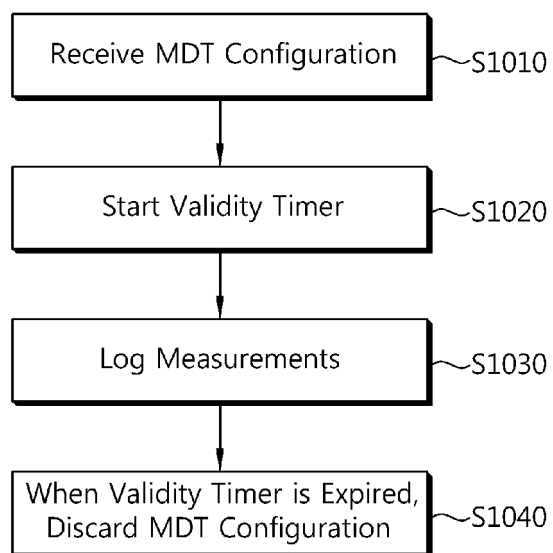 Receive MDT Configuration
S1010
Start Validity Timer
S1020
Log Measurements
S1030
When Validity Timer is Expired,
Discard MDT Configuration
S1040